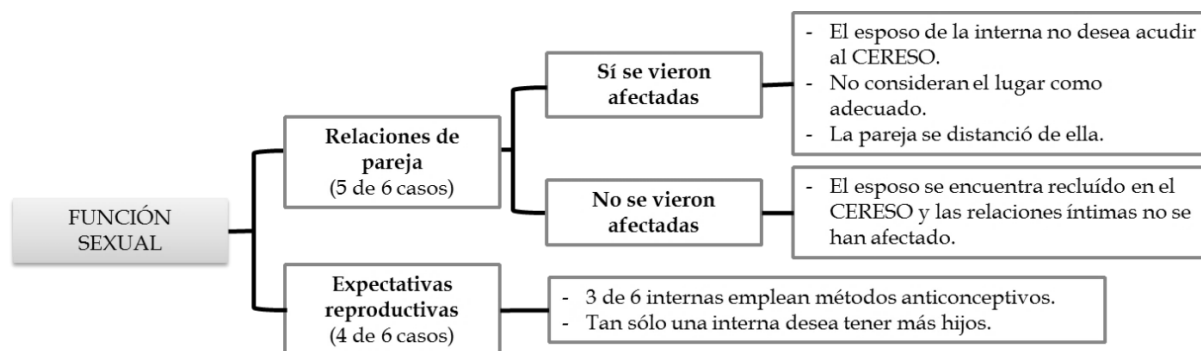 FUNCIÓN
SEXUAL
Relaciones de
pareja
(5 de 6 casos)
Sí se vieron
afectadas
- El esposo de la interna no desea acudir
al CERESO.
- No consideran el lugar como
adecuado.
- La pareja se distanció de ella.
No se vieron
afectadas
- El esposo se encuentra recluído en el
CERESO y las relaciones íntimas no se
han afectado.
Expectativas
reproductivas
(4 de 6 casos)
- 3 de 6 internas emplean métodos anticonceptivos.
- Tan sólo una interna desea tener más hijos.